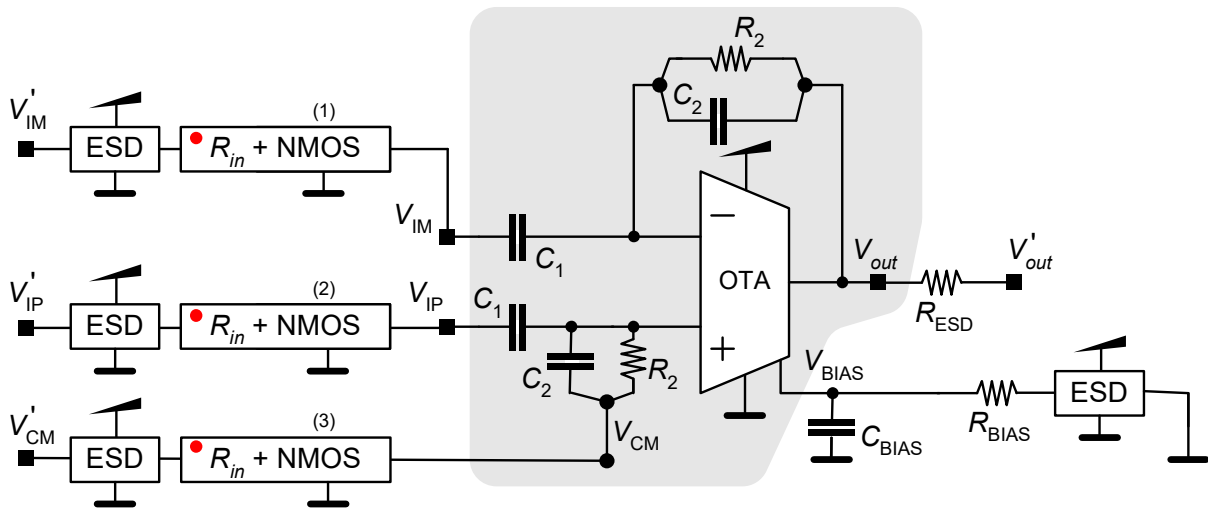 R2
C2
(1)
V'IM
ESD
Rin + NMOS
VIM
C1
−
OTA
Vout
V'out
RESD
(2)
V'IP
ESD
Rin + NMOS
VIP
C1
+
C2
R2
VBIAS
RBIAS
ESD
CBIAS
(3)
V'CM
ESD
Rin + NMOS
VCM